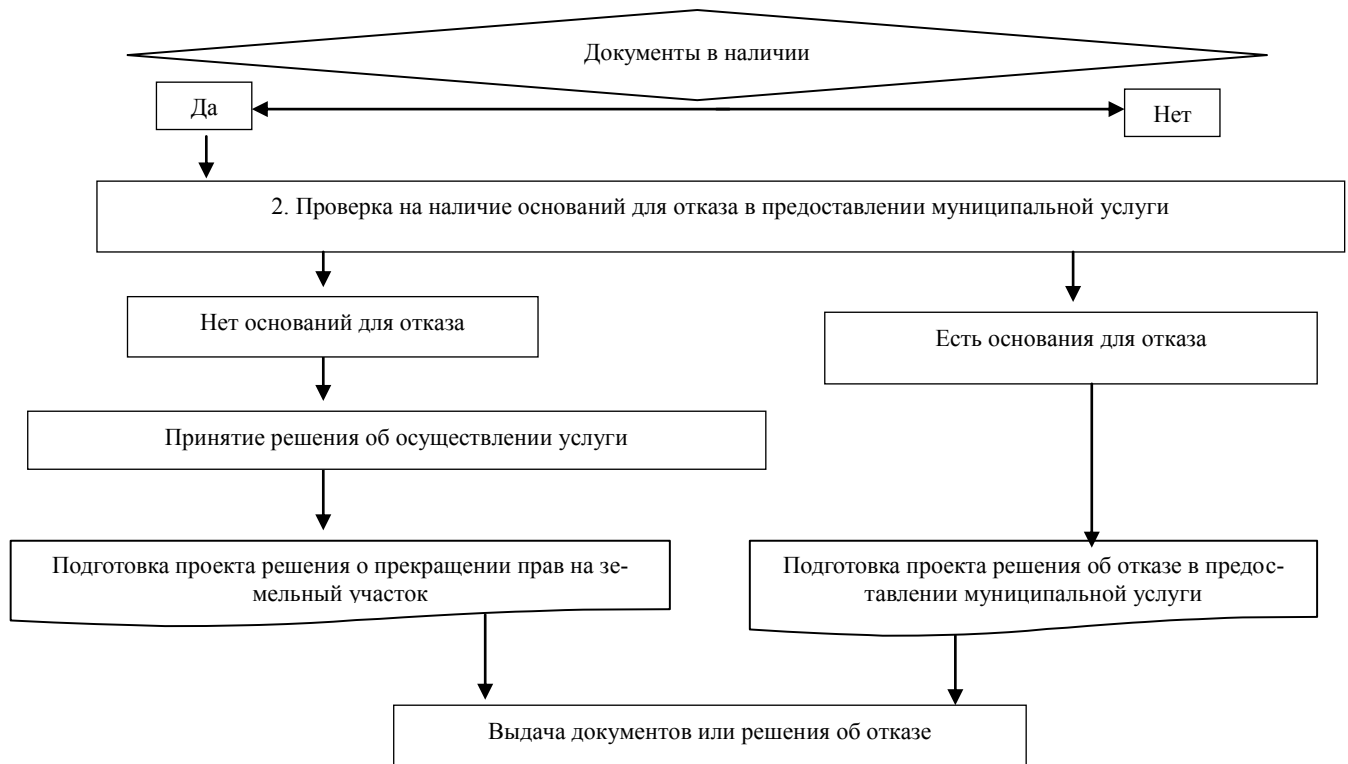 Документы в наличии
Да
Нет
2. Проверка на наличие оснований для отказа в предоставлении муниципальной услуги
Нет оснований для отказа
Есть основания для отказа
Принятие решения об осуществлении услуги
Подготовка проекта решения о прекращении прав на зе-
мельный участок
Подготовка проекта решения об отказе в предос-
тавлении муниципальной услуги
Выдача документов или решения об отказе